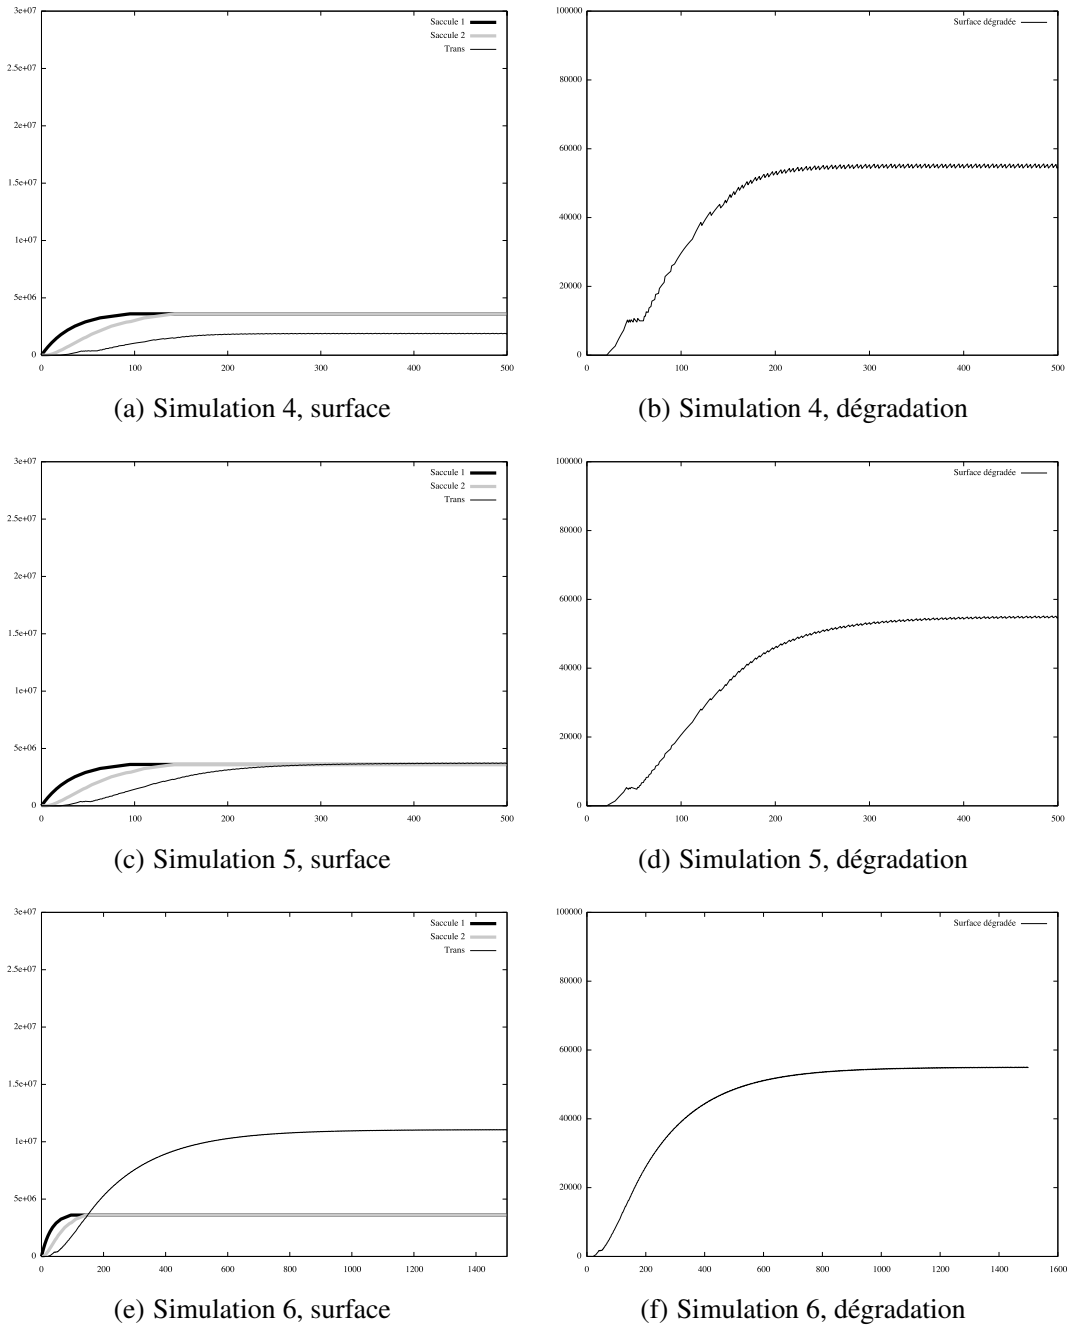 3e+07
2.5e+07
2e+07
1.5e+07
1e+07
5e+06
0
0 100 200 300 400 500
Saccule 1
Saccule 2
Trans
100000
80000
60000
40000
20000
0
0 100 200 300 400 500
Surface dégradée
(a) Simulation 4, surface
(b) Simulation 4, dégradation
3e+07
2.5e+07
2e+07
1.5e+07
1e+07
5e+06
0
0 100 200 300 400 500
Saccule 1
Saccule 2
Trans
100000
80000
60000
40000
20000
0
0 100 200 300 400 500
Surface dégradée
(c) Simulation 5, surface
(d) Simulation 5, dégradation
3e+07
2.5e+07
2e+07
1.5e+07
1e+07
5e+06
0
0 200 400 600 800 1000 1200 1400
Saccule 1
Saccule 2
Trans
100000
80000
60000
40000
20000
0
0 200 400 600 800 1000 1200 1400 1600
Surface dégradée
(e) Simulation 6, surface
(f) Simulation 6, dégradation